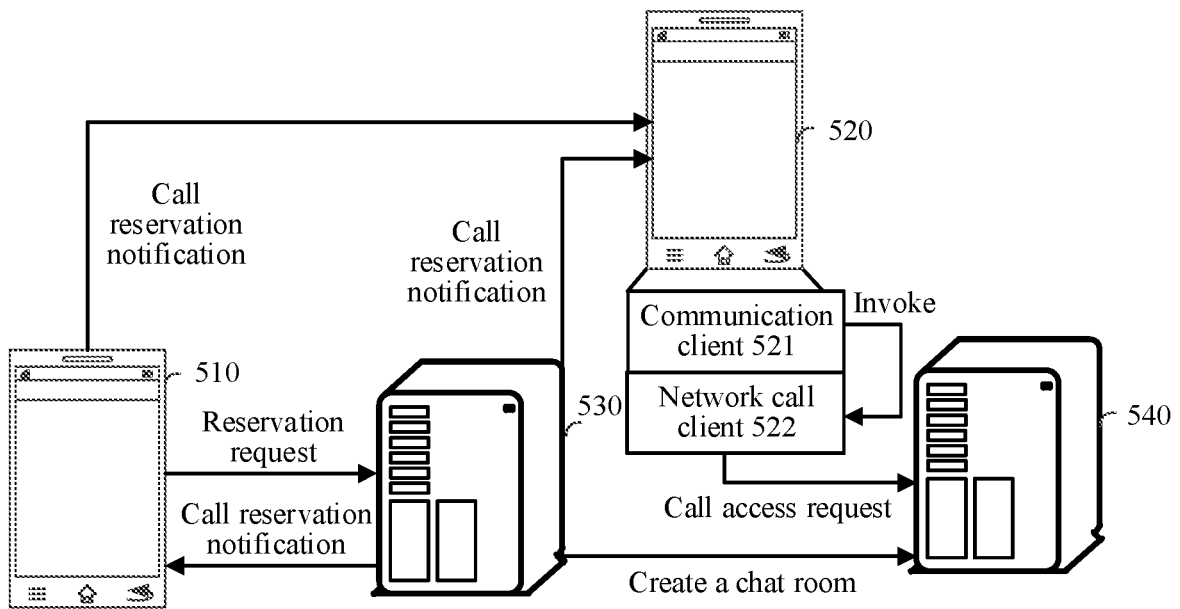 520
Call
reservation
notification
Call
reservation
notification
Invoke
Communication
client 521
510
530
Network call
client 522
540
Reservation
request
Call access request
Call reservation
notification
Create a chat room